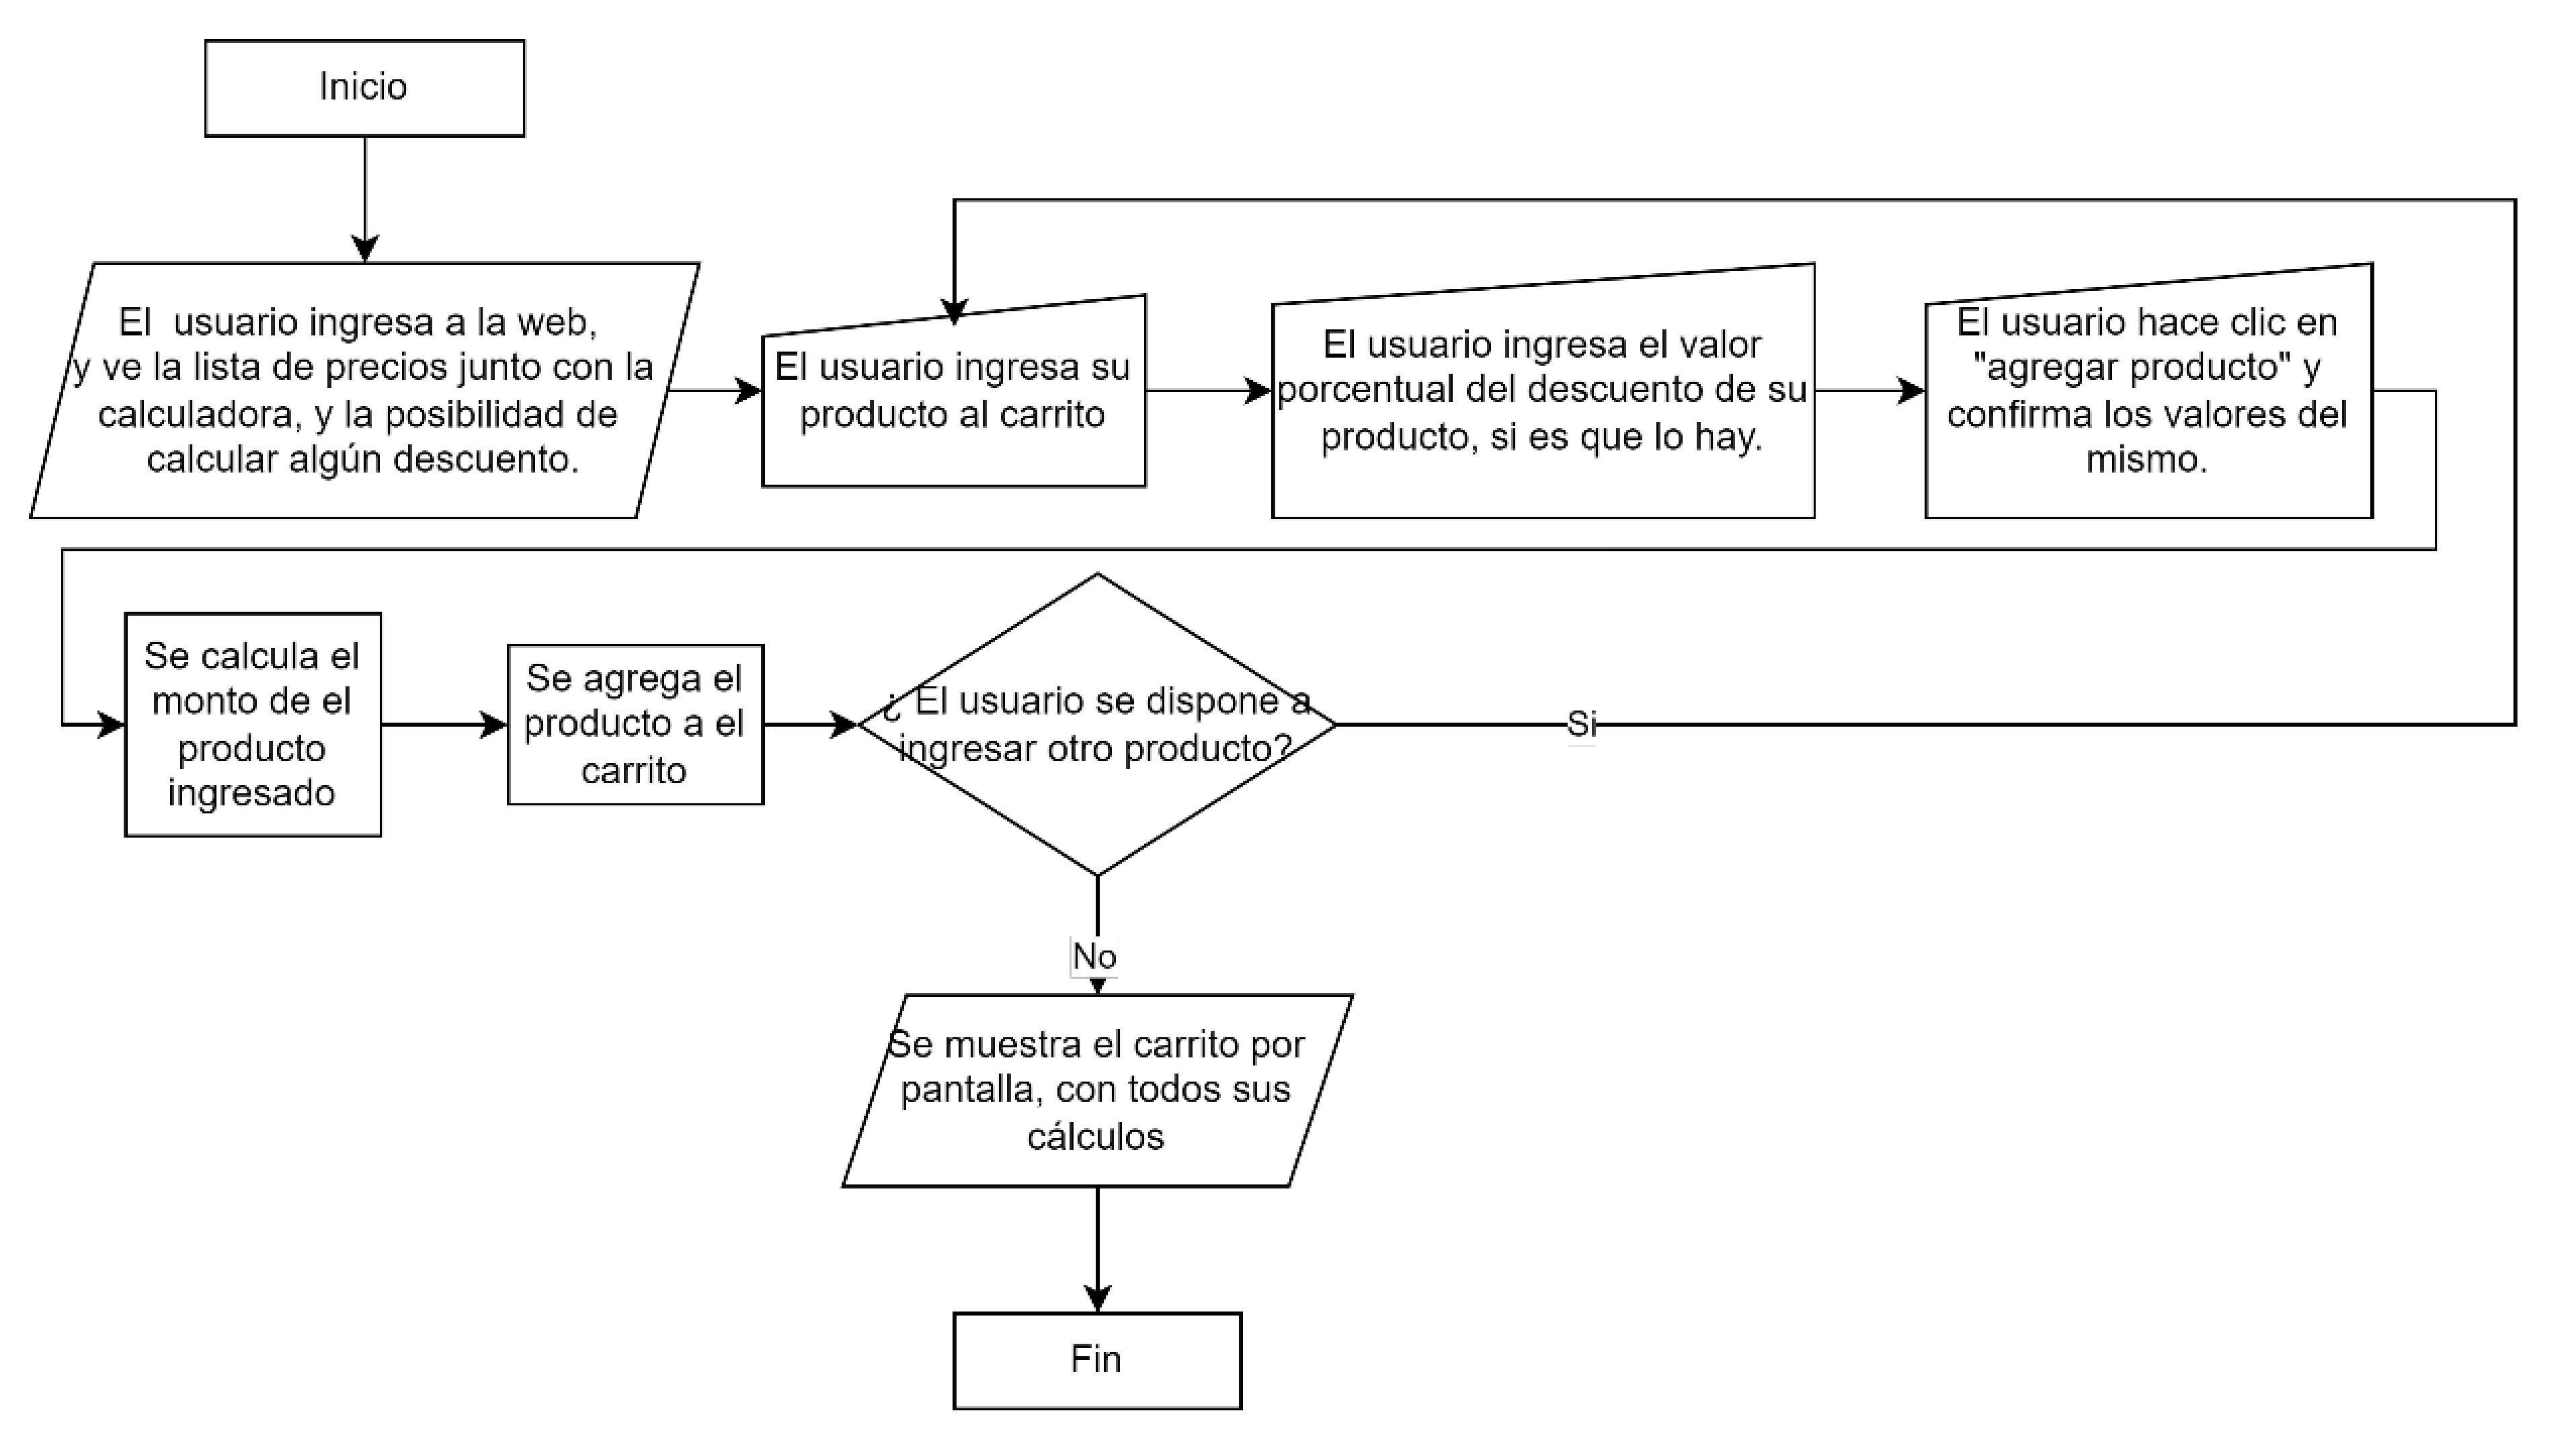 Inicio
El  usuario ingresa a la web,
y ve la lista de precios junto con la
calculadora, y la posibilidad de
calcular algún descuento.
El usuario ingresa su
producto al carrito
El usuario ingresa el valor
porcentual del descuento de su
producto, si es que lo hay.
El usuario hace clic en
"agregar producto" y
confirma los valores del
mismo.
Se calcula el
monto de el
producto
ingresado
Se agrega el
producto a el
carrito
¿ El usuario se dispone a
ingresar otro producto?
Si
No
Se muestra el carrito por
pantalla, con todos sus
cálculos
Fin